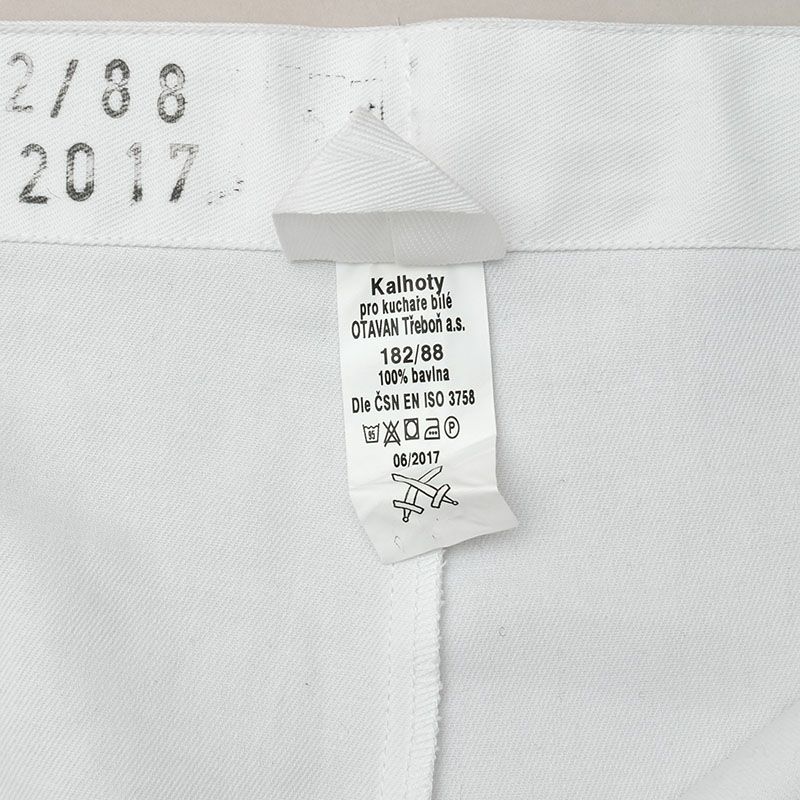 2/88
2017
Kalhoty
pro kuchaře bílé
OTAVAN Třeboň a.s.
182/88
100% bavlna
Dle ČSN EN ISO 3758
95 P
06/2017